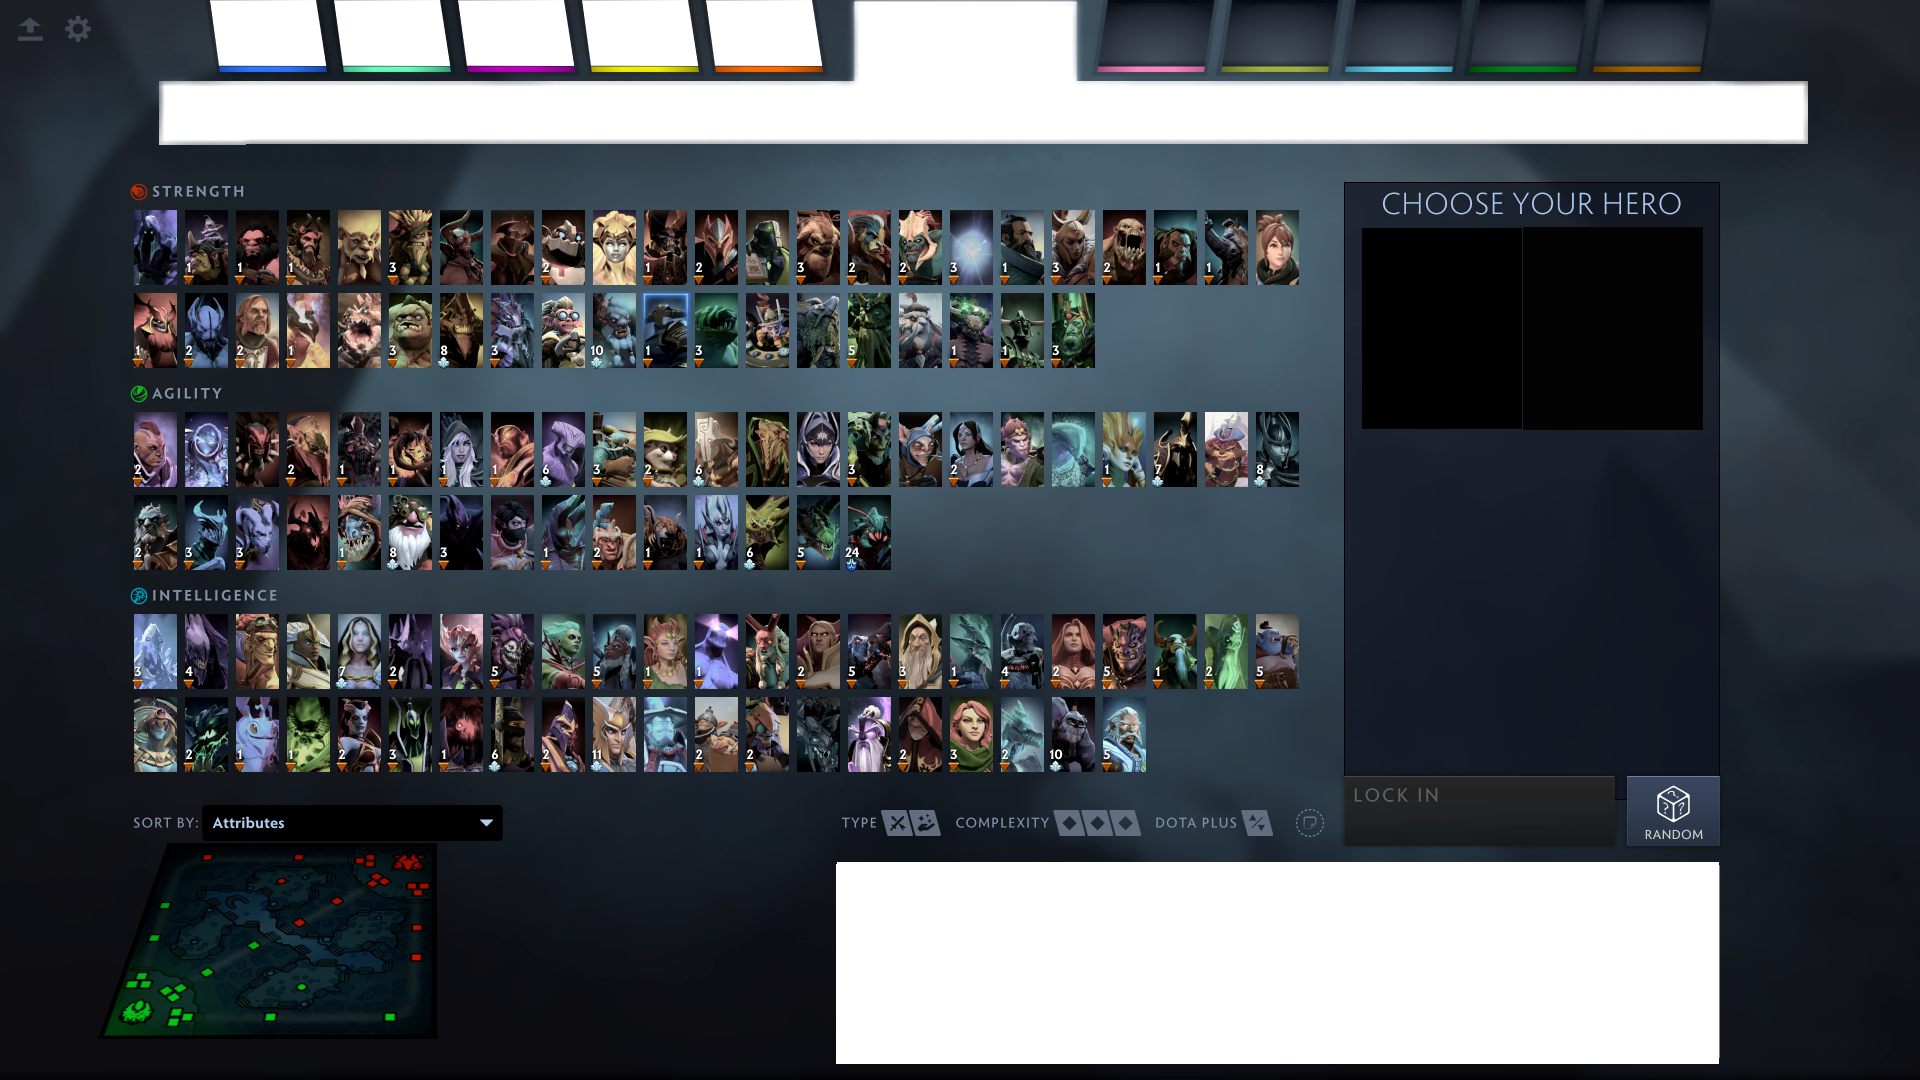 STRENGTH
CHOOSE YOUR HERO
1 1 1 3 2 1 2 3 2 2 3 1 3 2 1 1
1 2 2 1 3 8 3 10 1 3 5 1 1 3
AGILITY
2 2 1 1 1 1 6 3 2 6 3 2 1 7 8
2 3 3 1 8 3 1 2 1 1 6 5 24
INTELLIGENCE
3 4 7 2 5 5 1 1 2 5 3 1 4 2 5 1 2 5
2 1 1 2 3 1 6 2 11 2 2 2 3 2 10 5
SORT BY: Attributes
TYPE COMPLEXITY DOTA PLUS
LOCK IN
RANDOM